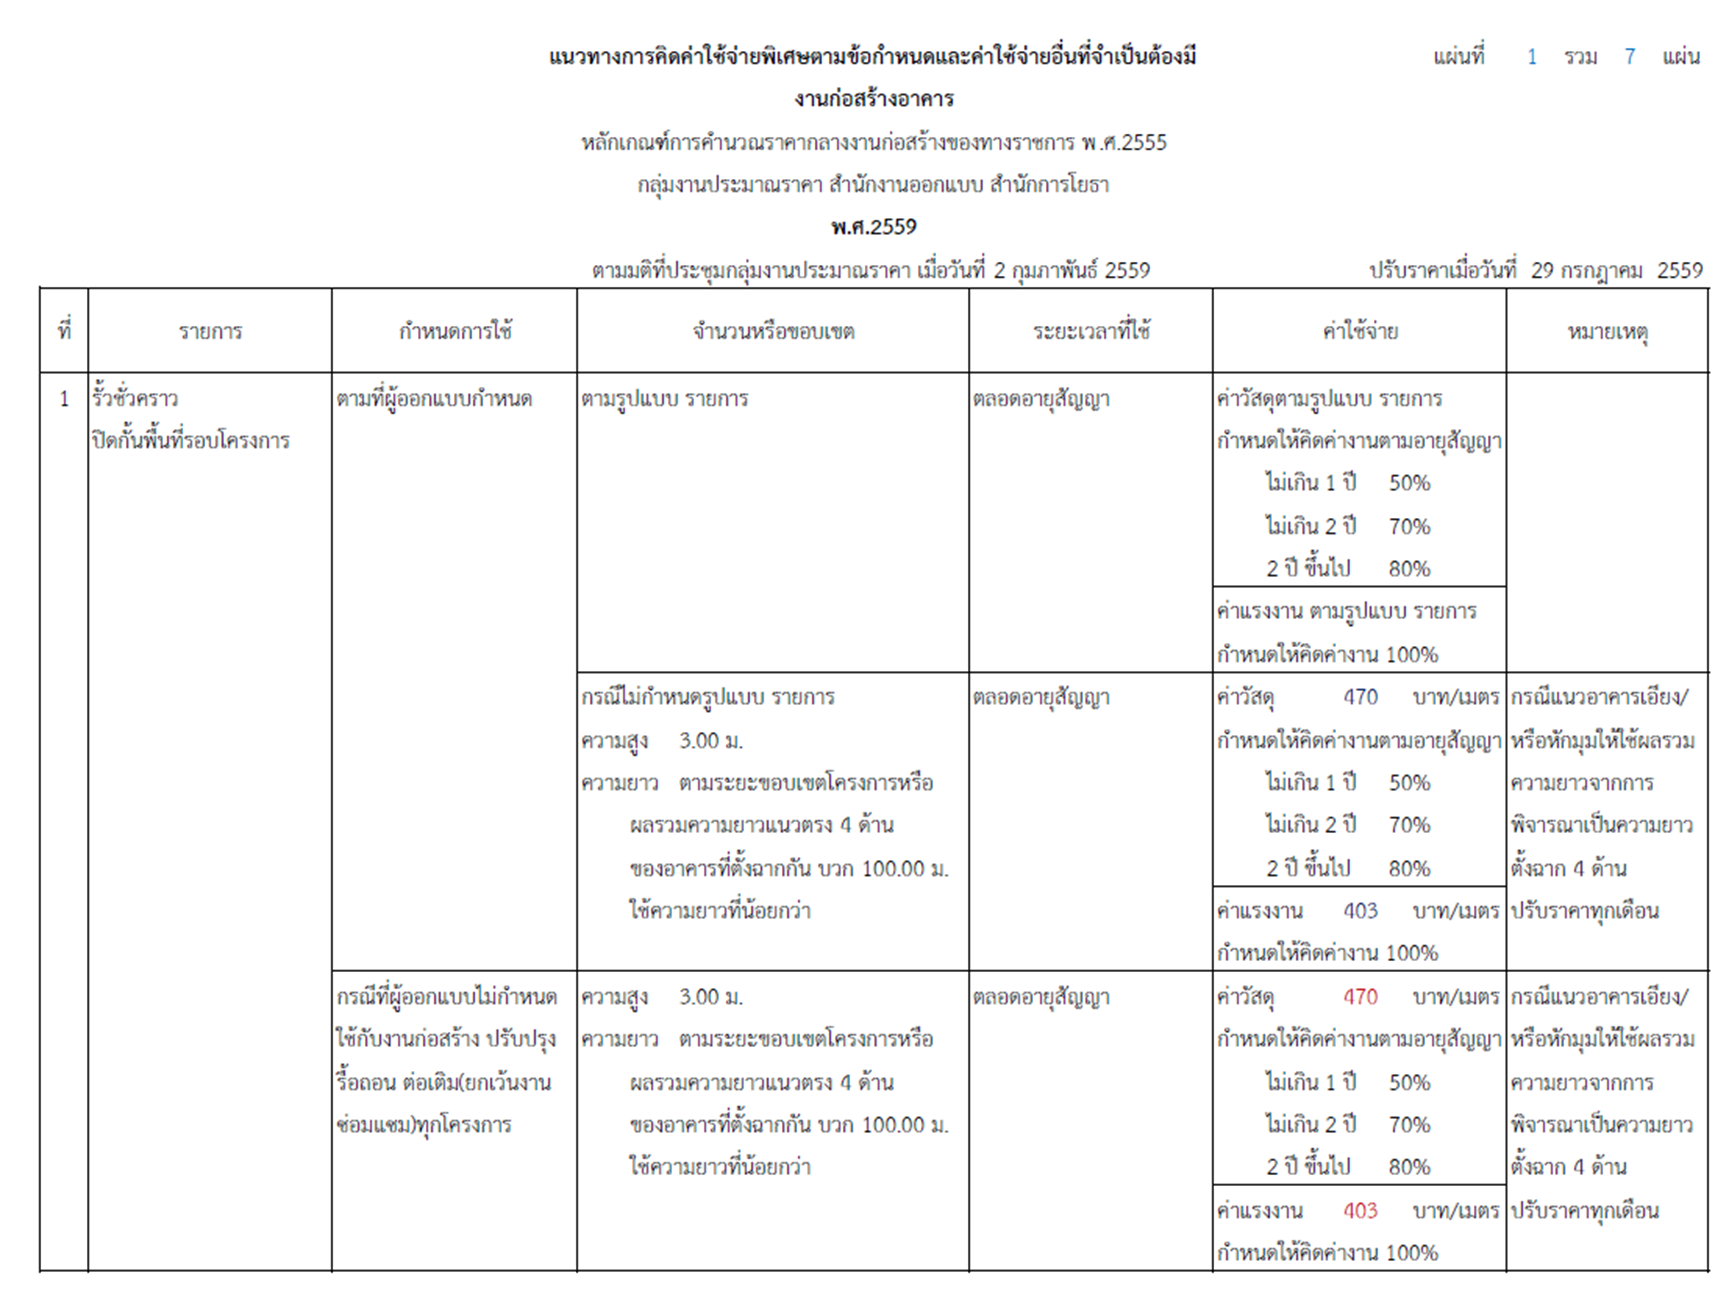 แนวทางการคิดค่าใช้จ่ายพิเศษตามข้อกำหนดและค่าใช้จ่ายอื่นที่จำเป็นต้องมี
แผ่นที่ 1 รวม 7 แผ่น
งานก่อสร้างอาคาร
หลักเกณฑ์การคำนวณราคากลางงานก่อสร้างของทางราชการ พ.ศ.2555
กลุ่มงานประมาณราคา สำนักงานออกแบบ สำนักการโยธา
พ.ศ.2559
ตามมติที่ประชุมกลุ่มงานประมาณราคา เมื่อวันที่ 2 กุมภาพันธ์ 2559
ปรับราคาเมื่อวันที่ 29 กรกฎาคม 2559
ที่ รายการ กำหนดการใช้ จำนวนหรือขอบเขต ระยะเวลาที่ใช้ ค่าใช้จ่าย หมายเหตุ
1 รั้วชั่วคราว ตามที่ผู้ออกแบบกำหนด ตามรูปแบบ รายการ ตลอดอายุสัญญา ค่าวัสดุตามรูปแบบ รายการ
ปิดกั้นพื้นที่รอบโครงการ กำหนดให้คิดค่างานตามอายุสัญญา
ไม่เกิน 1 ปี 50%
ไม่เกิน 2 ปี 70%
2 ปี ขึ้นไป 80%
ค่าแรงงาน ตามรูปแบบ รายการ
กำหนดให้คิดค่างาน 100%
กรณีไม่กำหนดรูปแบบ รายการ ตลอดอายุสัญญา ค่าวัสดุ 470 บาท/เมตร กรณีแนวอาคารเอียง/
ความสูง 3.00 ม. กำหนดให้คิดค่างานตามอายุสัญญา หรือหักมุมให้ใช้ผลรวม
ความยาว ตามระยะขอบเขตโครงการหรือ ไม่เกิน 1 ปี 50% ความยาวจากการ
ผลรวมความยาวแนวตรง 4 ด้าน ไม่เกิน 2 ปี 70% พิจารณาเป็นความยาว
ของอาคารที่ตั้งฉากกัน บวก 100.00 ม. 2 ปี ขึ้นไป 80% ตั้งฉาก 4 ด้าน
ใช้ความยาวที่น้อยกว่า ค่าแรงงาน 403 บาท/เมตร ปรับราคาทุกเดือน
กำหนดให้คิดค่างาน 100%
กรณีที่ผู้ออกแบบไม่กำหนด ความสูง 3.00 ม. ตลอดอายุสัญญา ค่าวัสดุ 470 บาท/เมตร กรณีแนวอาคารเอียง/
ใช้กับงานก่อสร้าง ปรับปรุง ความยาว ตามระยะขอบเขตโครงการหรือ กำหนดให้คิดค่างานตามอายุสัญญา หรือหักมุมให้ใช้ผลรวม
รื้อถอน ต่อเติม(ยกเว้นงาน ผลรวมความยาวแนวตรง 4 ด้าน ไม่เกิน 1 ปี 50% ความยาวจากการ
ซ่อมแซม)ทุกโครงการ ของอาคารที่ตั้งฉากกัน บวก 100.00 ม. ไม่เกิน 2 ปี 70% พิจารณาเป็นความยาว
ใช้ความยาวที่น้อยกว่า 2 ปี ขึ้นไป 80% ตั้งฉาก 4 ด้าน
ค่าแรงงาน 403 บาท/เมตร ปรับราคาทุกเดือน
กำหนดให้คิดค่างาน 100%